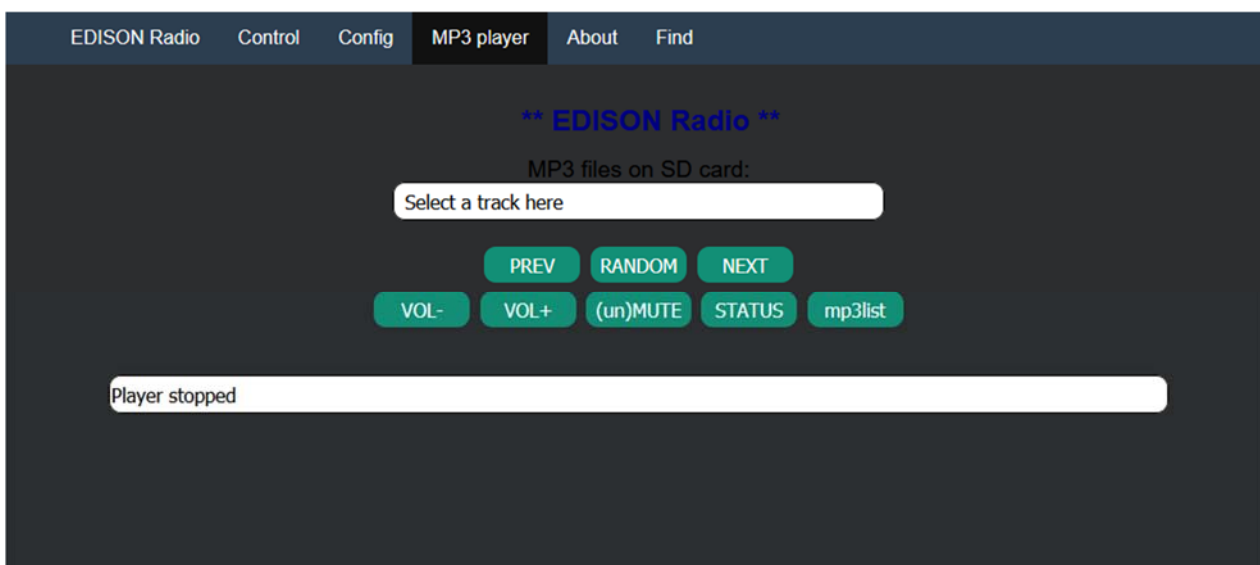 EDISON Radio Control Config MP3 player About Find
** EDISON Radio **
MP3 files on SD card:
Select a track here
PREV RANDOM NEXT
VOL- VOL+ (un)MUTE STATUS mp3list
Player stopped